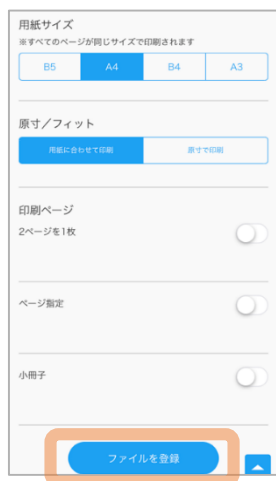 用紙サイズ
※すべてのページが同じサイズで印刷されます
B5 A4 B4 A3
原寸/フィット
用紙に合わせて印刷 原寸で印刷
印刷ページ
2ページを1枚
ページ指定
小冊子
ファイルを登録